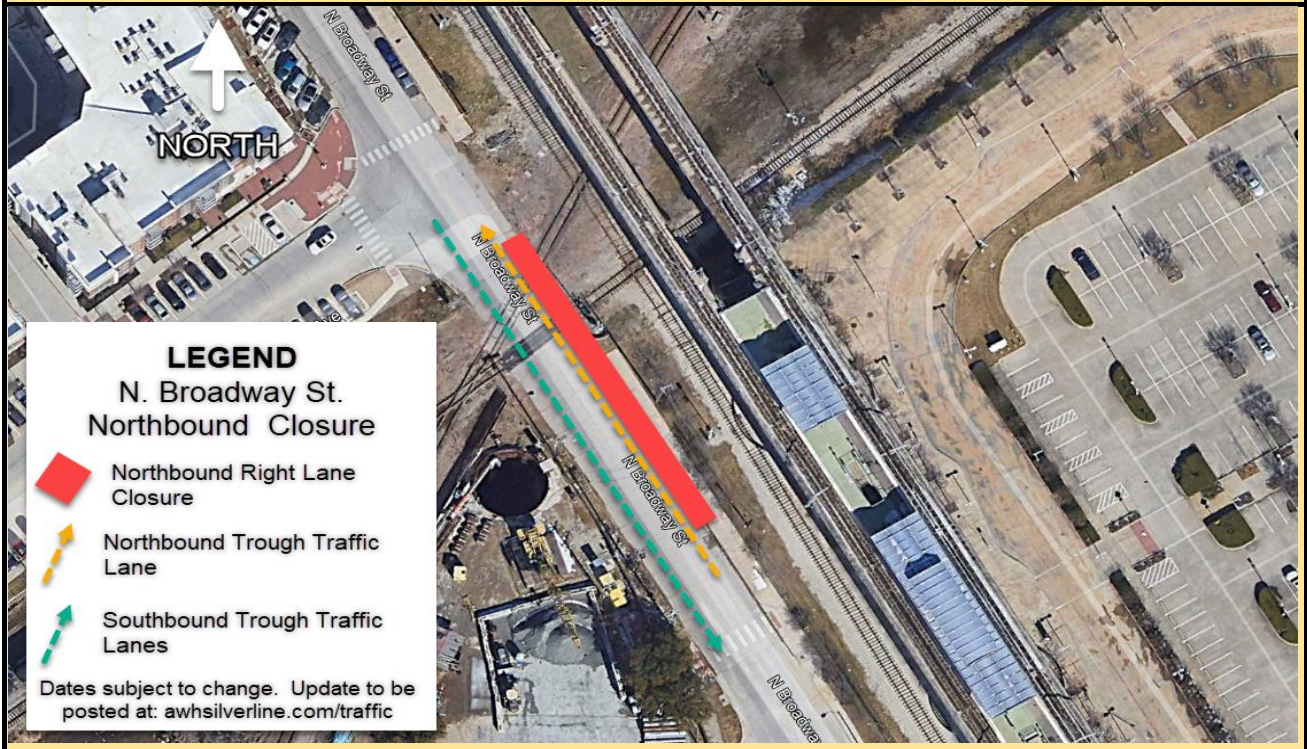 N Broadway St
NORTH
N Broadway St
N Broadway St
N Broadway
LEGEND
N. Broadway St.
Northbound Closure
Northbound Right Lane
Closure
Northbound Trough Traffic
Lane
Southbound Trough Traffic
Lanes
Dates subject to change. Update to be
posted at: awhsilverline.com/traffic